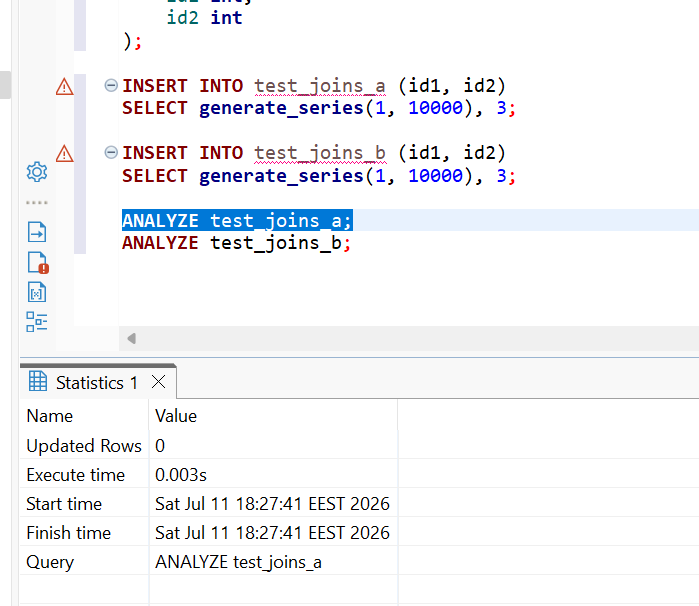 id2 int
);
INSERT INTO test_joins_a (id1, id2)
SELECT generate_series(1, 10000), 3;
INSERT INTO test_joins_b (id1, id2)
SELECT generate_series(1, 10000), 3;
ANALYZE test_joins_a;
ANALYZE test_joins_b;
Statistics 1
Name Value
Updated Rows 0
Execute time 0.003s
Start time Sat Jul 11 18:27:41 EEST 2026
Finish time Sat Jul 11 18:27:41 EEST 2026
Query ANALYZE test_joins_a